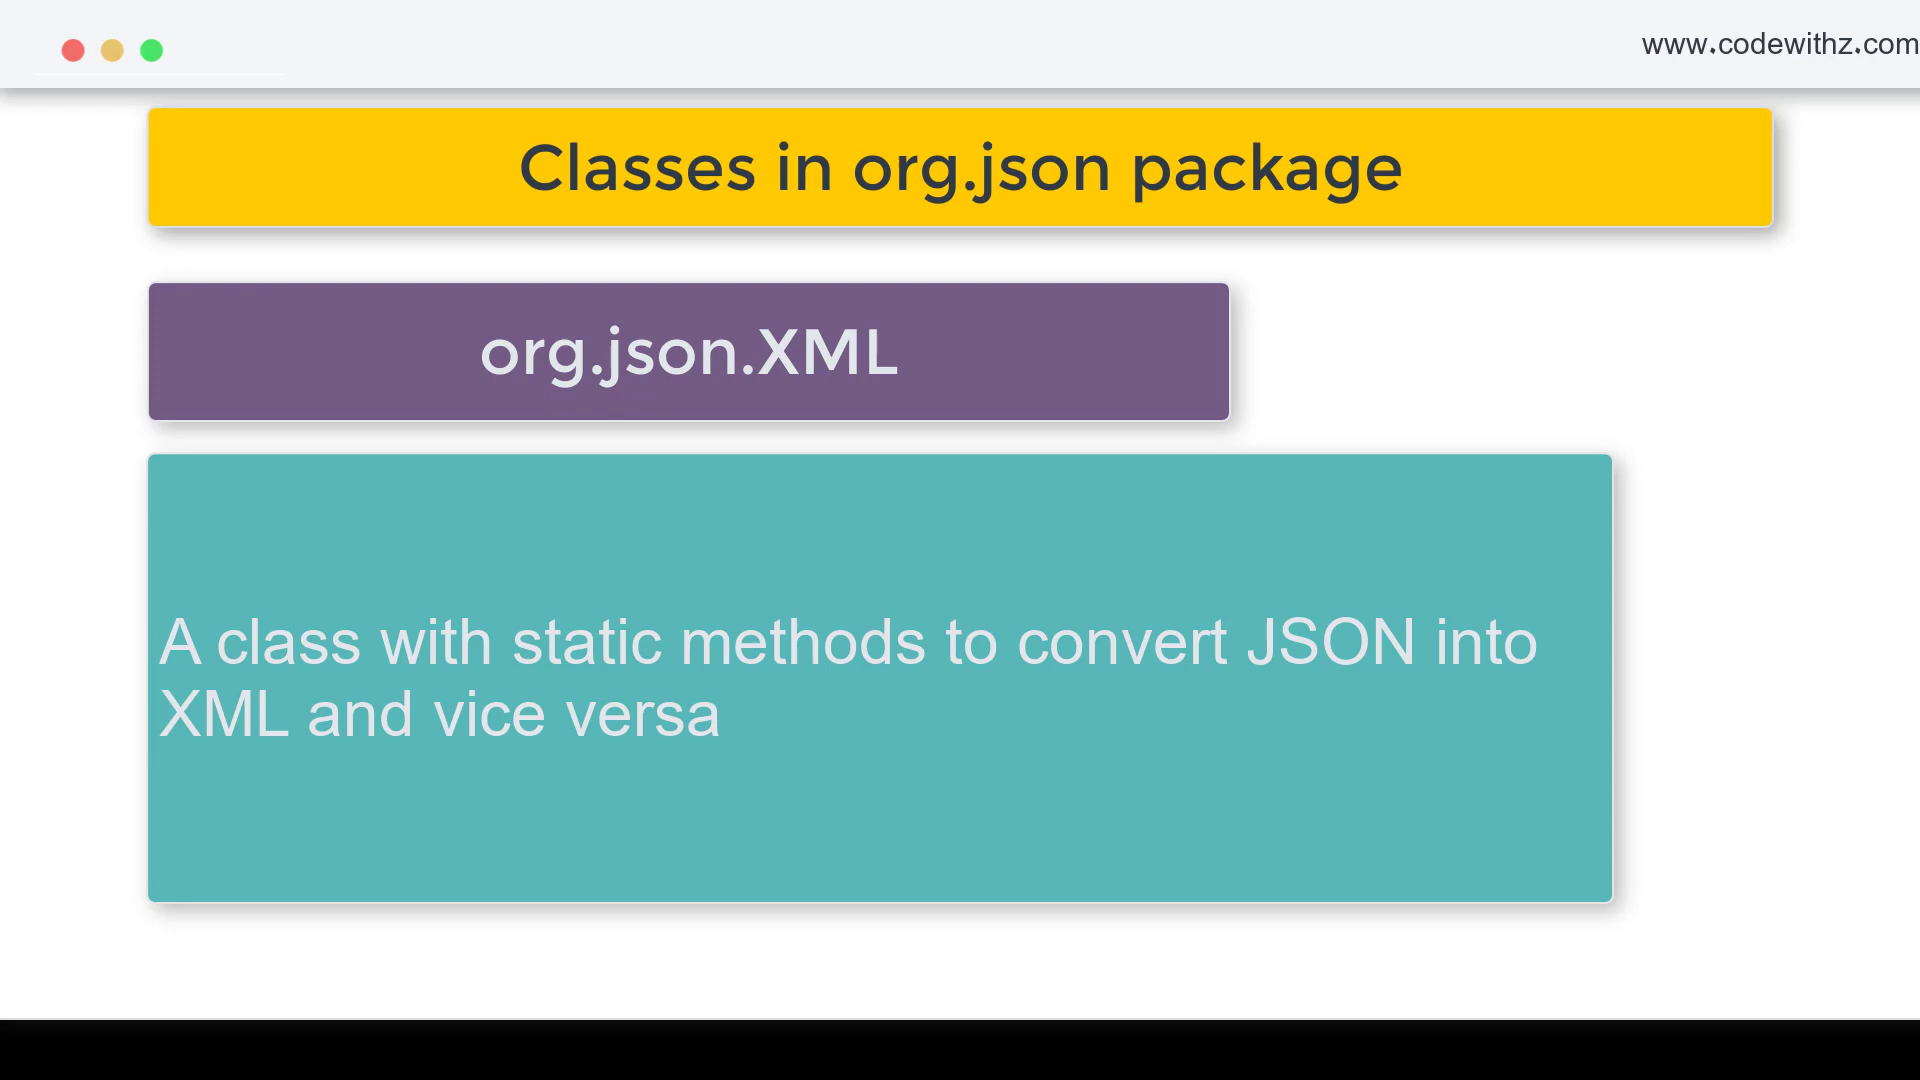 www.codewithz.com
Classes in org.json package
org.json.XML
A class with static methods to convert JSON into
XML and vice versa